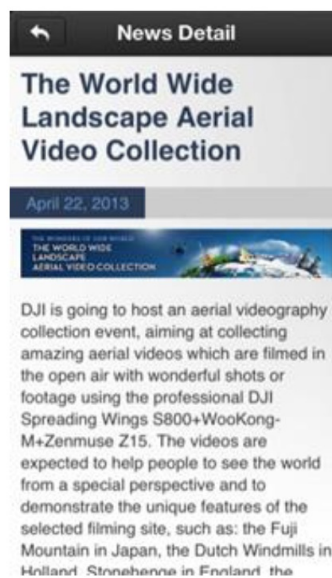 News Detail
The World Wide
Landscape Aerial
Video Collection
April 22, 2013
THE WONDERS OF OUR WORLD
THE WORLD WIDE
LANDSCAPE
AERIAL VIDEO COLLECTION
DJI is going to host an aerial videography
collection event, aiming at collecting
amazing aerial videos which are filmed in
the open air with wonderful shots or
footage using the professional DJI
Spreading Wings S800+WooKong-
M+Zenmuse Z15. The videos are
expected to help people to see the world
from a special perspective and to
demonstrate the unique features of the
selected filming site, such as: the Fuji
Mountain in Japan, the Dutch Windmills in
Holland, Stonehenge in England, the